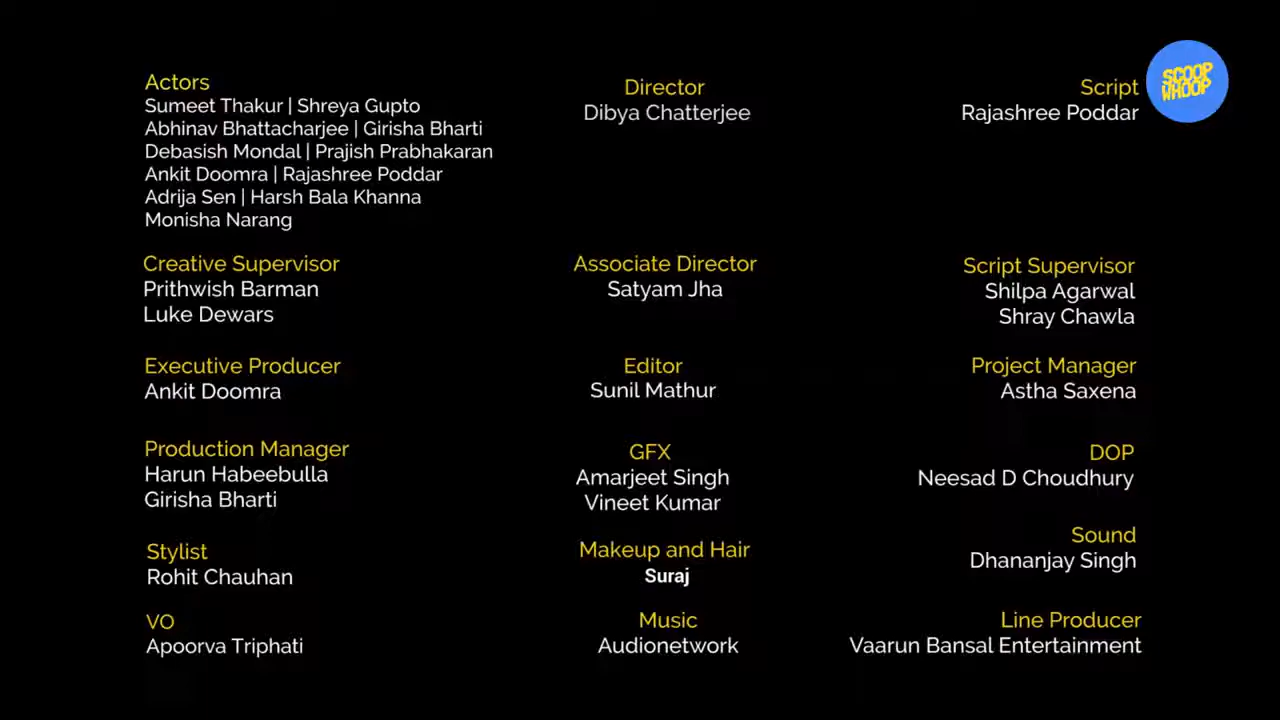 Actors
Sumeet Thakur | Shreya Gupto
Abhinav Bhattacharjee | Girisha Bharti
Debasish Mondal | Prajish Prabhakaran
Ankit Doomra | Rajashree Poddar
Adrija Sen | Harsh Bala Khanna
Monisha Narang
Director
Dibya Chatterjee
Script
Rajashree Poddar
SCOOP
WHOOP
Creative Supervisor
Prithwish Barman
Luke Dewars
Associate Director
Satyam Jha
Script Supervisor
Shilpa Agarwal
Shray Chawla
Executive Producer
Ankit Doomra
Editor
Sunil Mathur
Project Manager
Astha Saxena
Production Manager
Harun Habeebulla
Girisha Bharti
GFX
Amarjeet Singh
Vineet Kumar
DOP
Neesad D Choudhury
Stylist
Rohit Chauhan
Makeup and Hair
Suraj
Sound
Dhananjay Singh
VO
Apoorva Triphati
Music
Audionetwork
Line Producer
Vaarun Bansal Entertainment